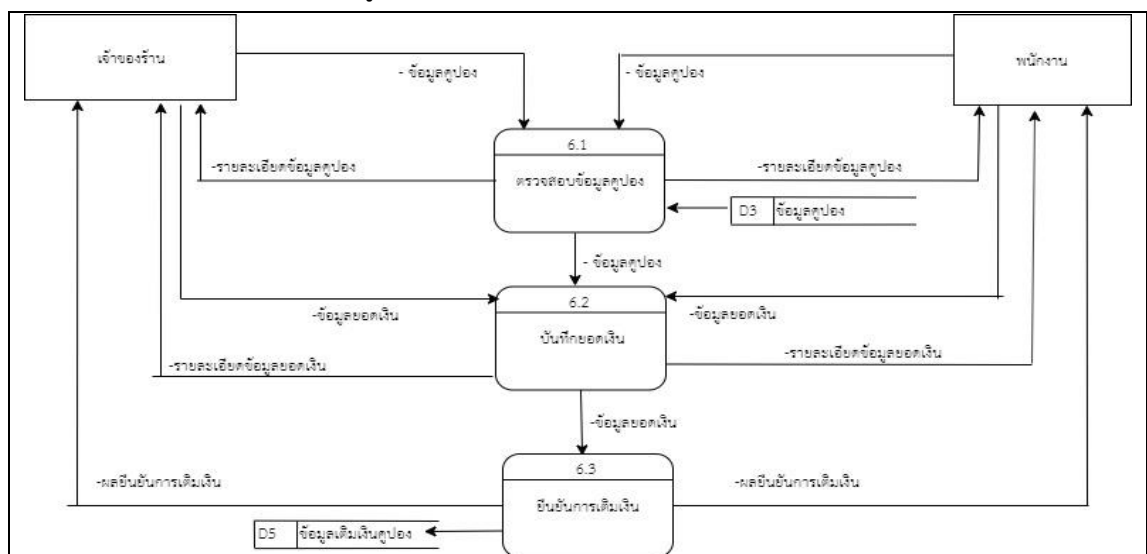 เจ้าของร้าน
พนักงาน
- ข้อมูลคูปอง
- ข้อมูลคูปอง
6.1
ตรวจสอบข้อมูลคูปอง
-รายละเอียดข้อมูลคูปอง
-รายละเอียดข้อมูลคูปอง
D3 ข้อมูลคูปอง
- ข้อมูลคูปอง
6.2
บันทึกยอดเงิน
-ข้อมูลยอดเงิน
-ข้อมูลยอดเงิน
-รายละเอียดข้อมูลยอดเงิน
-รายละเอียดข้อมูลยอดเงิน
-ข้อมูลยอดเงิน
6.3
ยืนยันการเติมเงิน
-ผลยืนยันการเติมเงิน
-ผลยืนยันการเติมเงิน
D5 ข้อมูลเติมเงินคูปอง